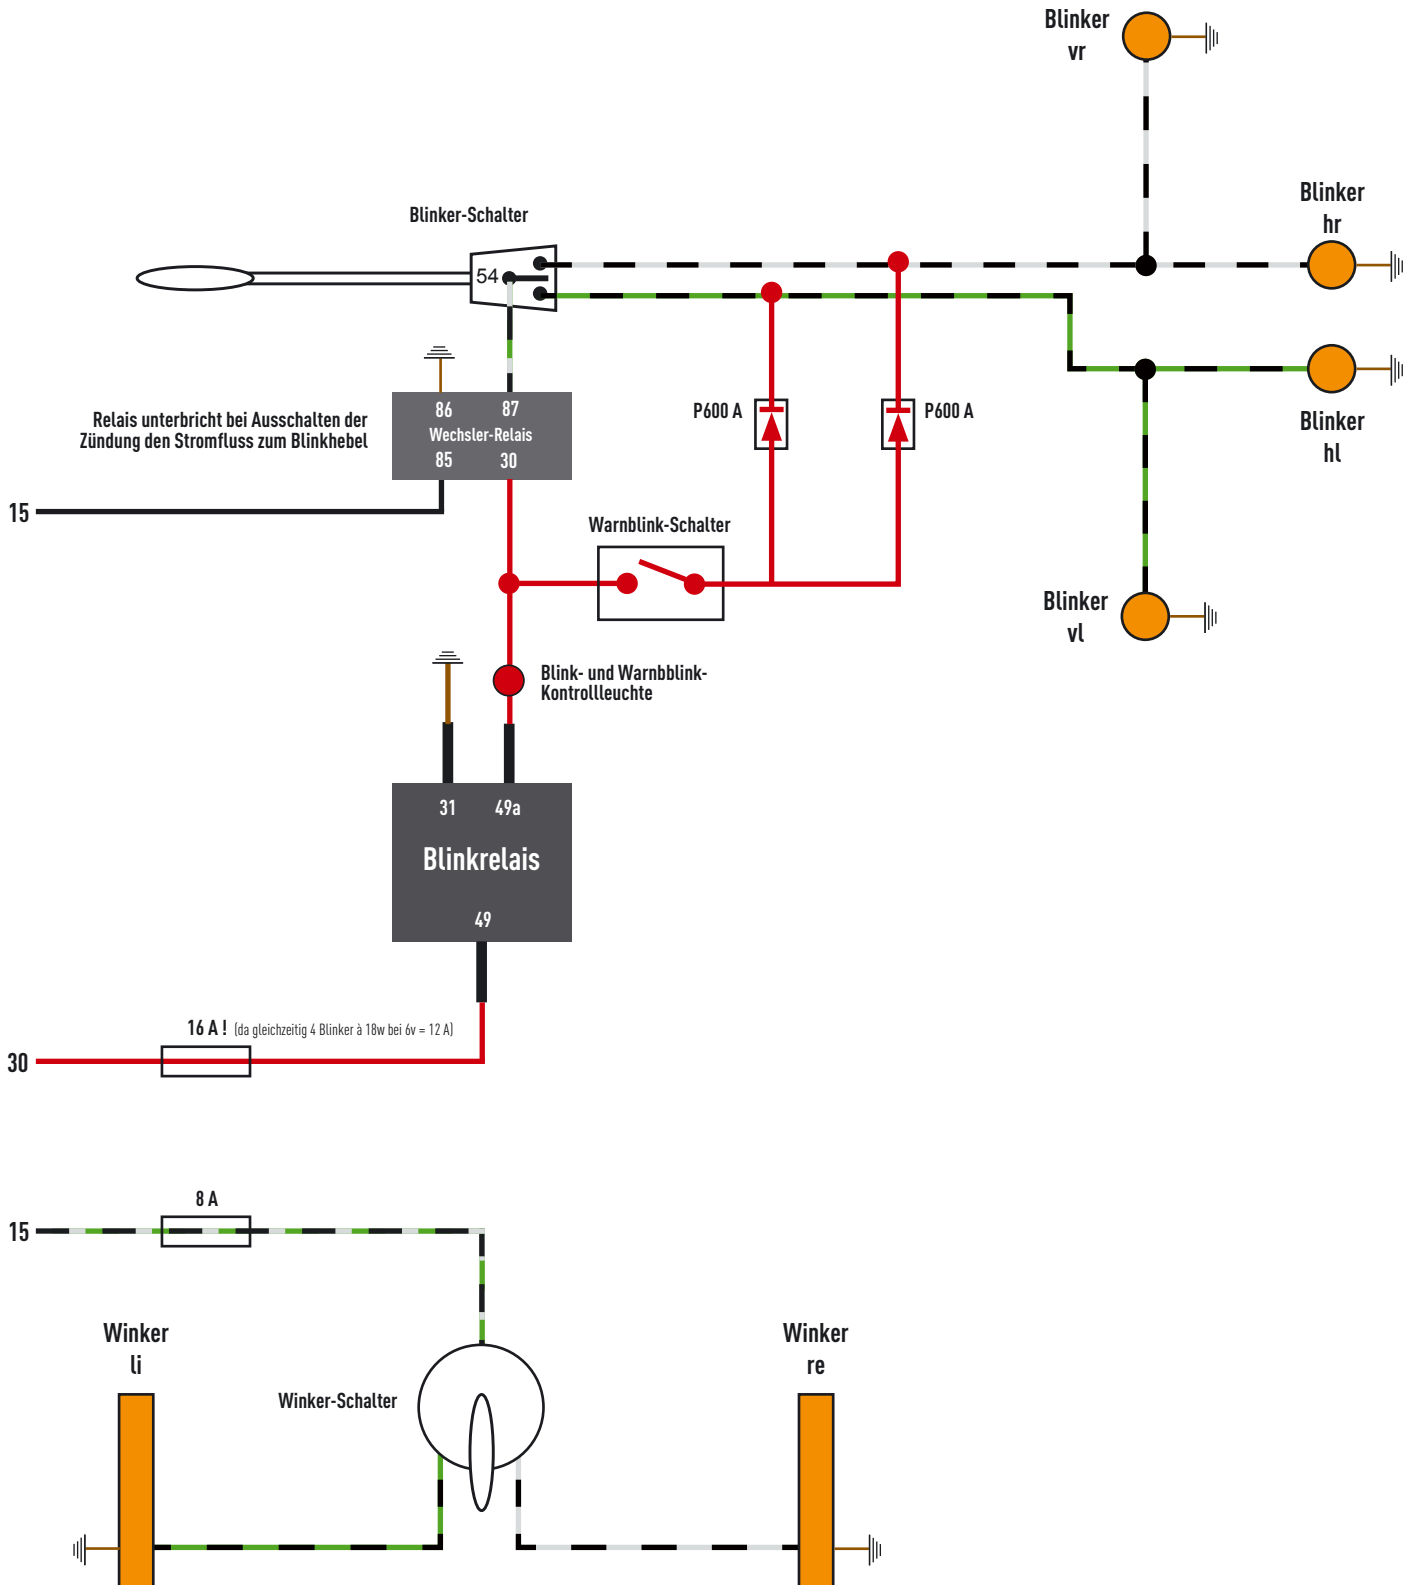 Blinker
vr
Blinker
hr
Blinker-Schalter
54
86 87
Wechsler-Relais
85 30
Relais unterbricht bei Ausschalten der
Zündung den Stromfluss zum Blinkhebel
P600 A
P600 A
Blinker
hl
15
Warnblink-Schalter
Blinker
vl
Blink- und Warnbblink-
Kontrollleuchte
31 49a
Blinkrelais
49
16 A ! (da gleichzeitig 4 Blinker à 18w bei 6v = 12 A)
30
8 A
15
Winker
li
Winker
re
Winker-Schalter